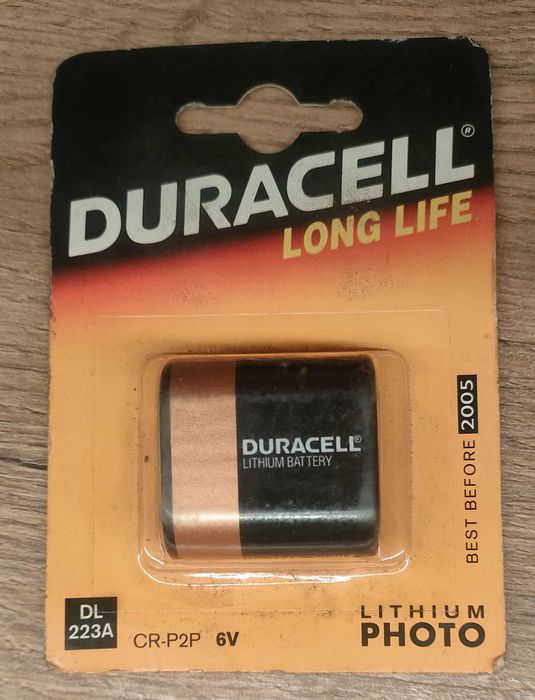 DURACELL®
LONG LIFE
DURACELL®
LITHIUM BATTERY
BEST BEFORE 2005
DL
223A
CR-P2P 6V
LITHIUM
PHOTO